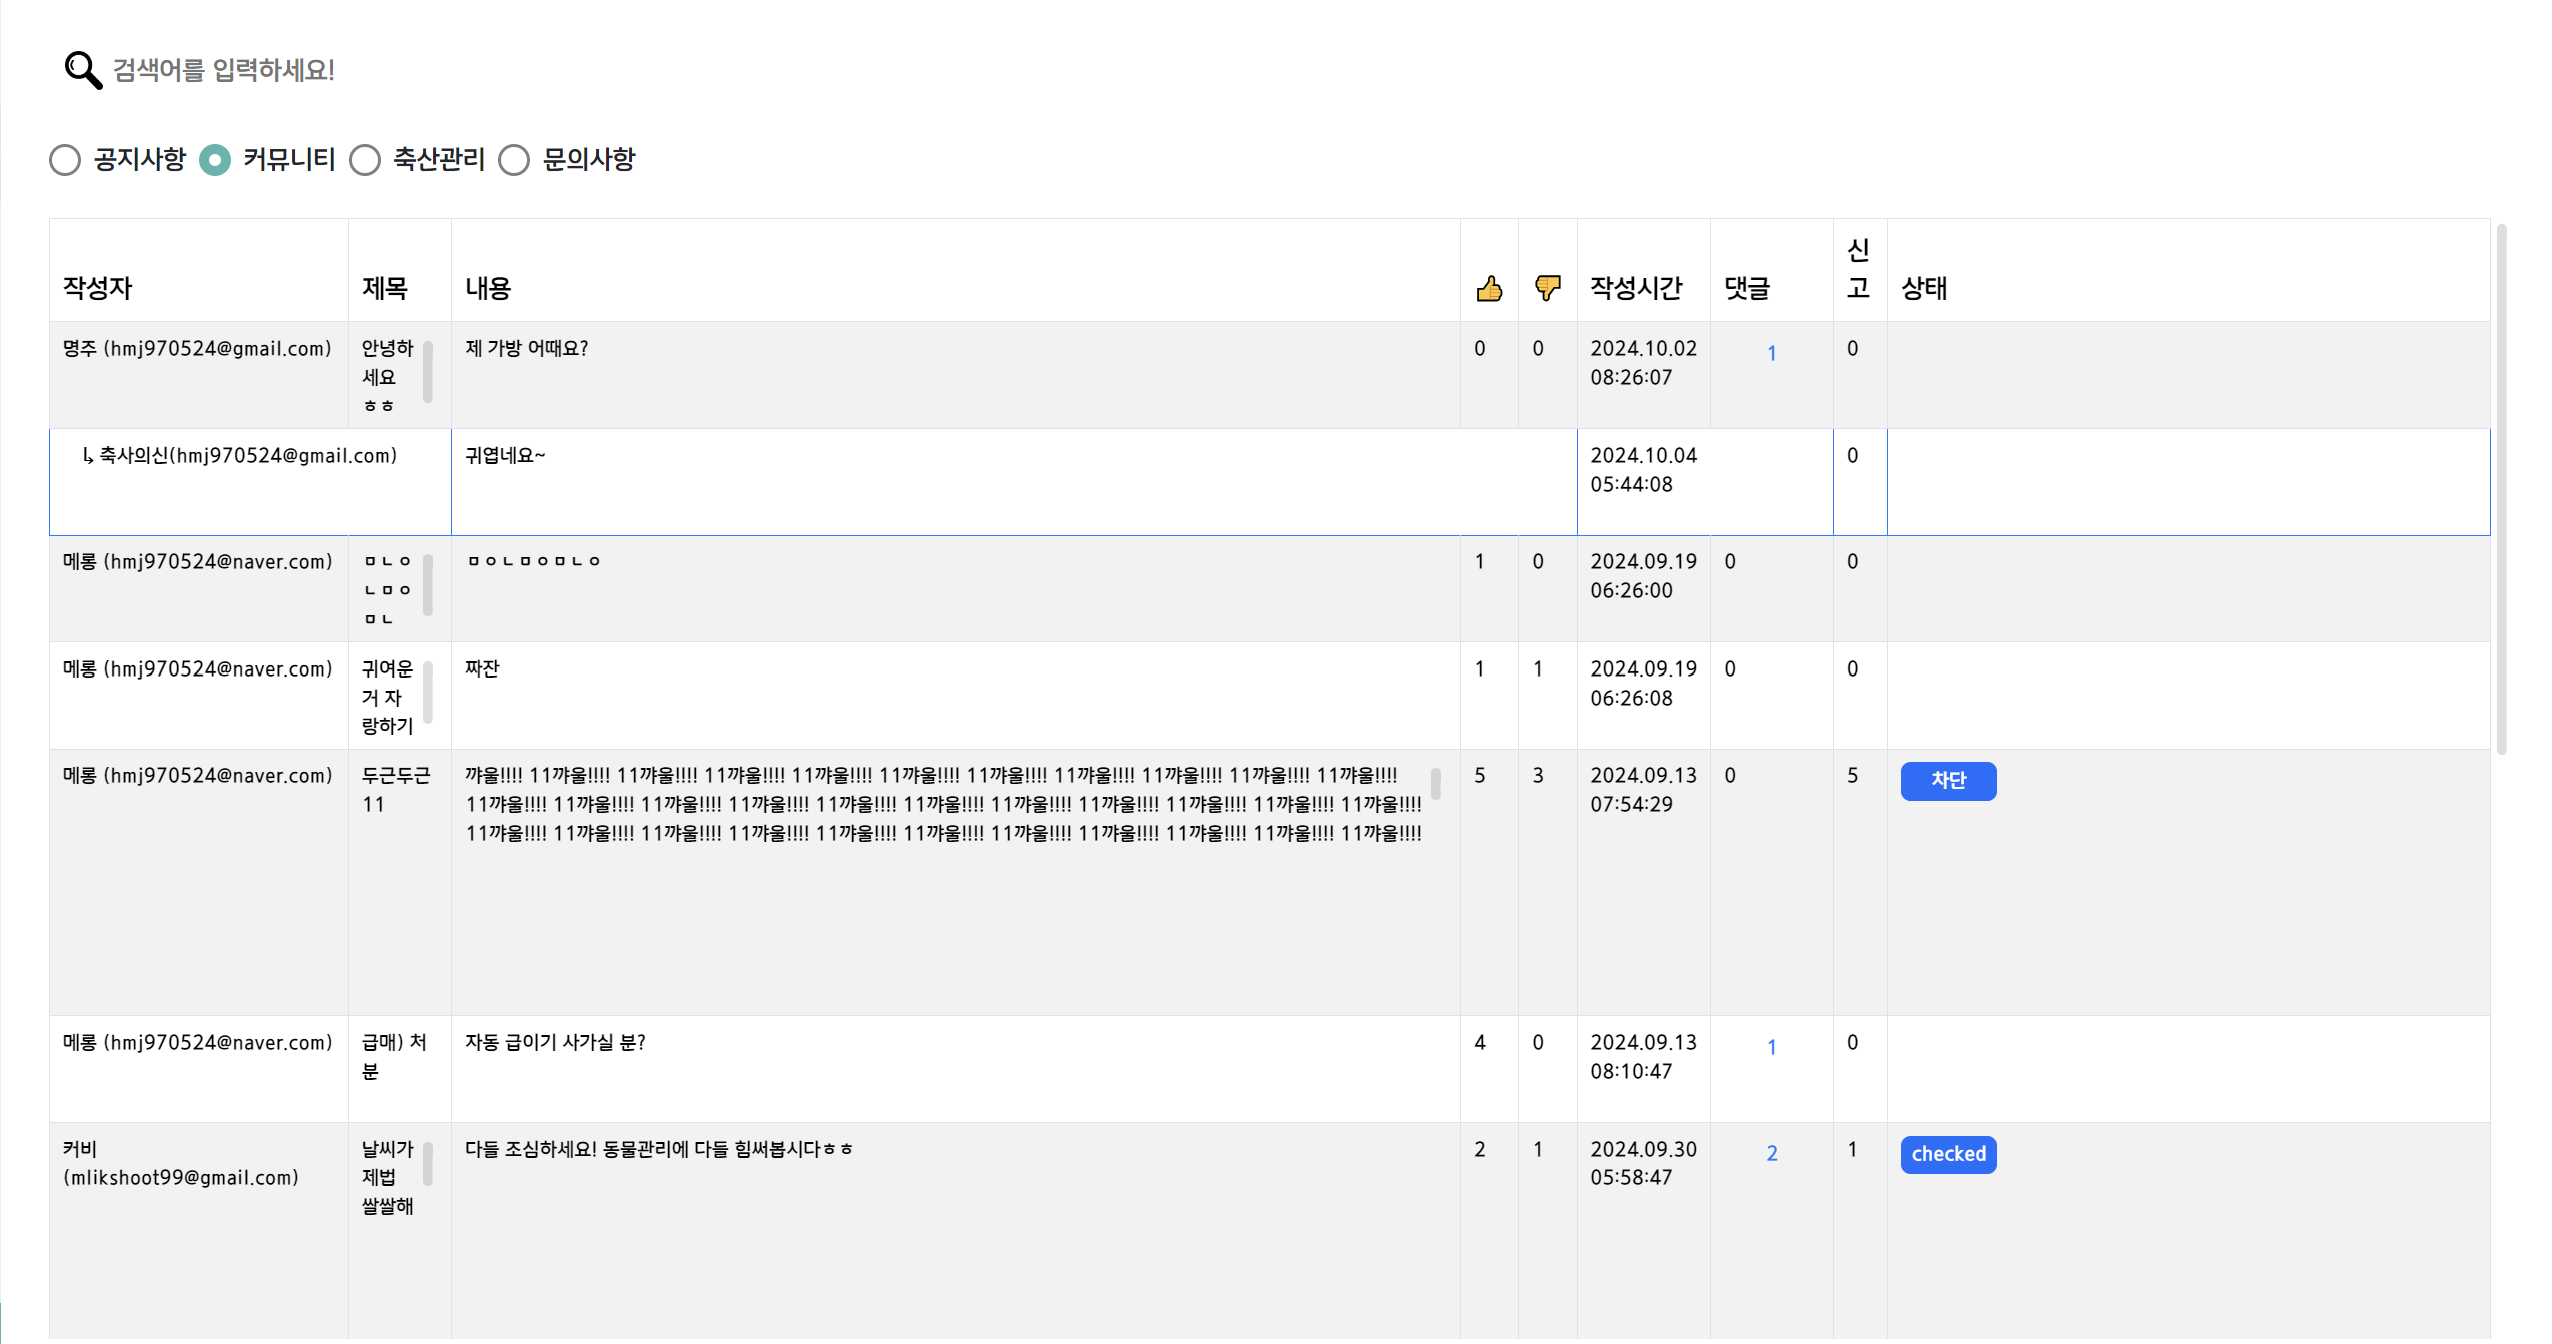 검색어를 입력하세요!
공지사항 커뮤니티 축산관리 문의사항
작성자 제목 내용 작성시간 댓글 신고 상태
명주 (hmj970524@gmail.com) 안녕하 제 가방 어때요? 0 0 2024.10.02 1 0
세요 08:26:07
ㅎㅎ
↳ 축사의신(hmj970524@gmail.com) 귀엽네요~ 2024.10.04 0
05:44:08
메롱 (hmj970524@naver.com) ㅁㄴㅇ ㅁㅇㄴㅁㅇㅁㄴㅇ 1 0 2024.09.19 0 0
ㄴㅁㅇ 06:26:00
ㅁㄴ
메롱 (hmj970524@naver.com) 귀여운 짜잔 1 1 2024.09.19 0 0
거 자 06:26:08
랑하기
메롱 (hmj970524@naver.com) 두근두근 꺄울!!!! 11꺄울!!!! 11꺄울!!!! 11꺄울!!!! 11꺄울!!!! 11꺄울!!!! 11꺄울!!!! 11꺄울!!!! 11꺄울!!!! 11꺄울!!!! 11꺄울!!!! 5 3 2024.09.13 0 5 차단
11 11꺄울!!!! 11꺄울!!!! 11꺄울!!!! 11꺄울!!!! 11꺄울!!!! 11꺄울!!!! 11꺄울!!!! 11꺄울!!!! 11꺄울!!!! 11꺄울!!!! 11꺄울!!!! 07:54:29
11꺄울!!!! 11꺄울!!!! 11꺄울!!!! 11꺄울!!!! 11꺄울!!!! 11꺄울!!!! 11꺄울!!!! 11꺄울!!!! 11꺄울!!!! 11꺄울!!!! 11꺄울!!!!
메롱 (hmj970524@naver.com) 급매) 처 자동 급이기 사가실 분? 4 0 2024.09.13 1 0
분 08:10:47
커비 날씨가 다들 조심하세요! 동물관리에 다들 힘써봅시다ㅎㅎ 2 1 2024.09.30 2 1 checked
(mlikshoot99@gmail.com) 제법 05:58:47
쌀쌀해